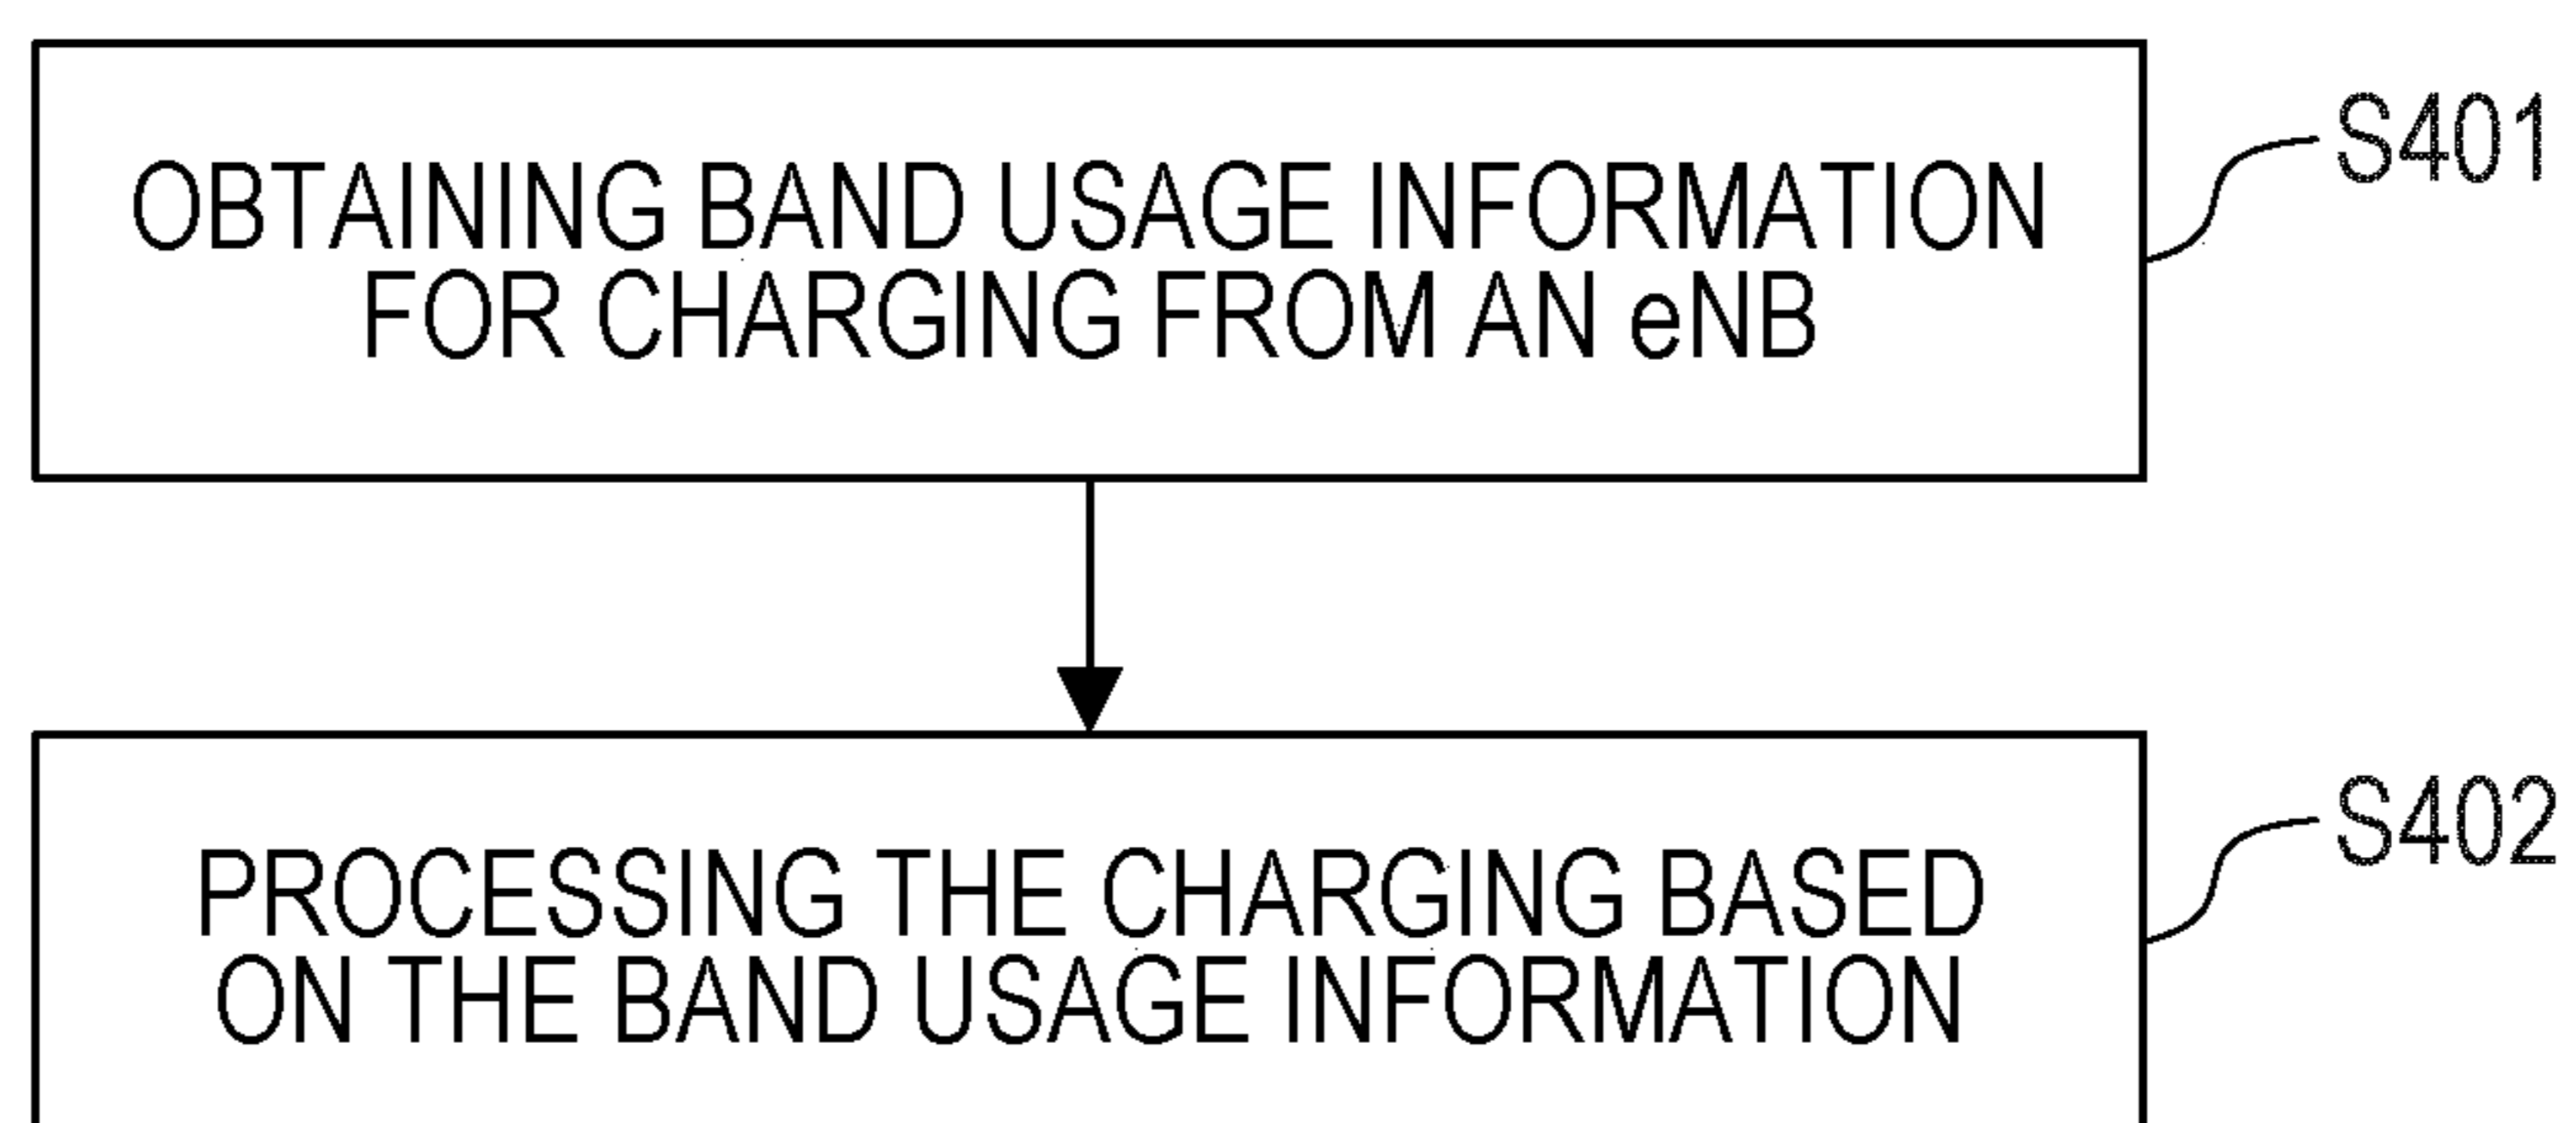 OBTAINING BAND USAGE INFORMATION
FOR CHARGING FROM AN eNB
S401
PROCESSING THE CHARGING BASED
ON THE BAND USAGE INFORMATION
S402